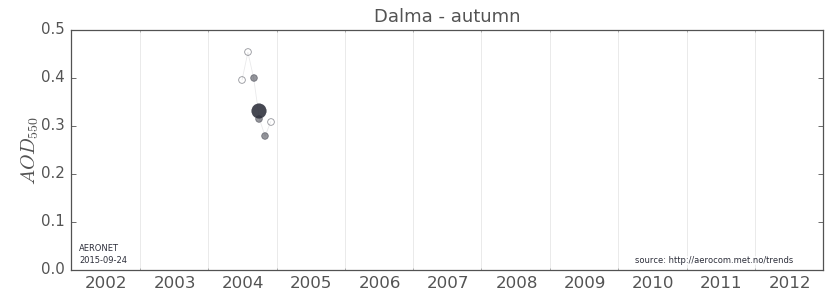 Dalma - autumn
0.5
0.4
0.3
0.2
0.1
0.0
AOD550
AERONET
2015-09-24
source: http://aerocom.met.no/trends
2002 2003 2004 2005 2006 2007 2008 2009 2010 2011 2012